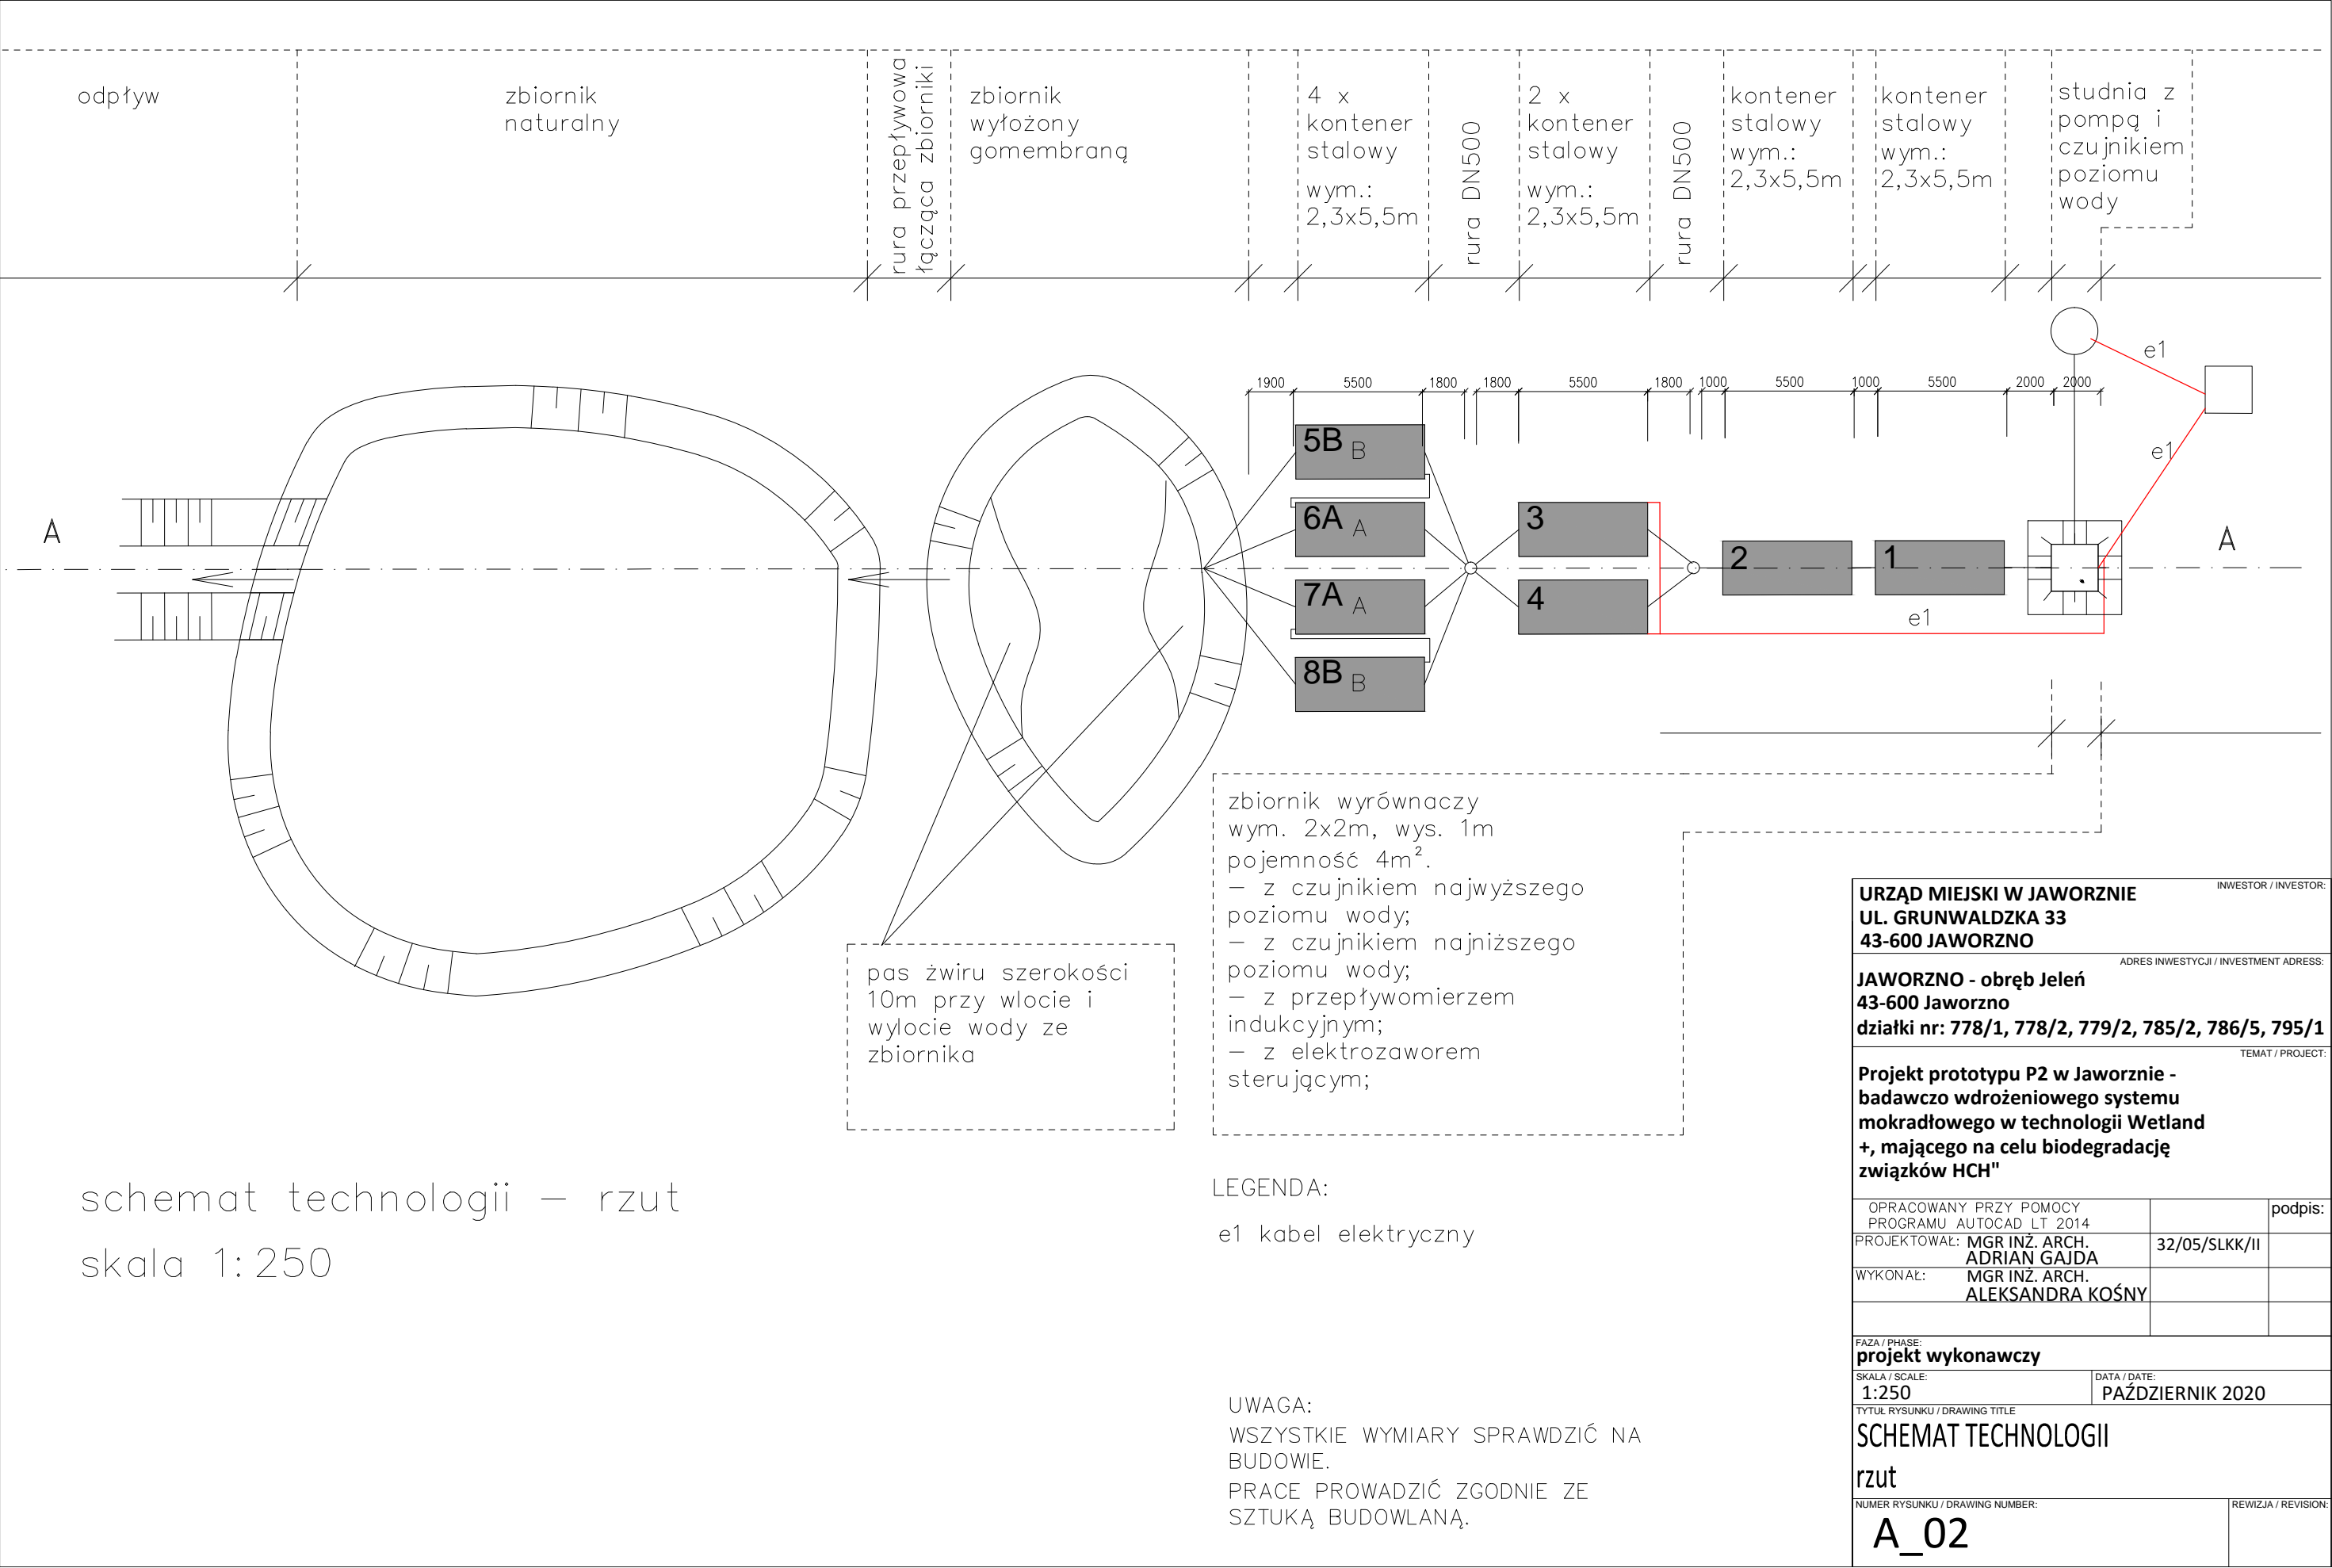 odpływ
zbiornik
naturalny
rura przepływowa
łącząca zbiorniki
zbiornik
wyłożony
gomembraną
4 x
kontener
stalowy
wym.:
2,3x5,5m
rura DN500
2 x
kontener
stalowy
wym.:
2,3x5,5m
rura DN500
kontener
stalowy
wym.:
2,3x5,5m
kontener
stalowy
wym.:
2,3x5,5m
studnia z
pompą i
czujnikiem
poziomu
wody
e1
1900 5500 1800 1800 5500 1800 1000 5500 1000 5500 2000 2000
5B B
e1
A
6A A
3
A
2
1
7A A
4
e1
8B B
zbiornik wyrównaczy
wym. 2x2m, wys. 1m
pojemność 4m².
– z czujnikiem najwyższego
poziomu wody;
– z czujnikiem najniższego
poziomu wody;
– z przepływomierzem
indukcyjnym;
– z elektrozaworem
sterującym;
pas żwiru szerokości
10m przy wlocie i
wylocie wody ze
zbiornika
schemat technologii – rzut
skala 1:250
LEGENDA:
e1 kabel elektryczny
UWAGA:
WSZYSTKIE WYMIARY SPRAWDZIĆ NA
BUDOWIE.
PRACE PROWADZIĆ ZGODNIE ZE
SZTUKĄ BUDOWLANĄ.
INWESTOR / INVESTOR:
URZĄD MIEJSKI W JAWORZNIE
UL. GRUNWALDZKA 33
43-600 JAWORZNO
ADRES INWESTYCJI / INVESTMENT ADRESS:
JAWORZNO - obręb Jeleń
43-600 Jaworzno
działki nr: 778/1, 778/2, 779/2, 785/2, 786/5, 795/1
TEMAT / PROJECT:
Projekt prototypu P2 w Jaworznie -
badawczo wdrożeniowego systemu
mokradłowego w technologii Wetland
+, mającego na celu biodegradację
związków HCH"
OPRACOWANY PRZY POMOCY
PROGRAMU AUTOCAD LT 2014
podpis:
PROJEKTOWAŁ: MGR INŻ. ARCH.
ADRIAN GAJDA
32/05/SLKK/II
WYKONAŁ: MGR INŻ. ARCH.
ALEKSANDRA KOŚNY
FAZA / PHASE:
projekt wykonawczy
SKALA / SCALE:
1:250
DATA / DATE:
PAŹDZIERNIK 2020
TYTUŁ RYSUNKU / DRAWING TITLE
SCHEMAT TECHNOLOGII
rzut
NUMER RYSUNKU / DRAWING NUMBER:
A_02
REWIZJA / REVISION: